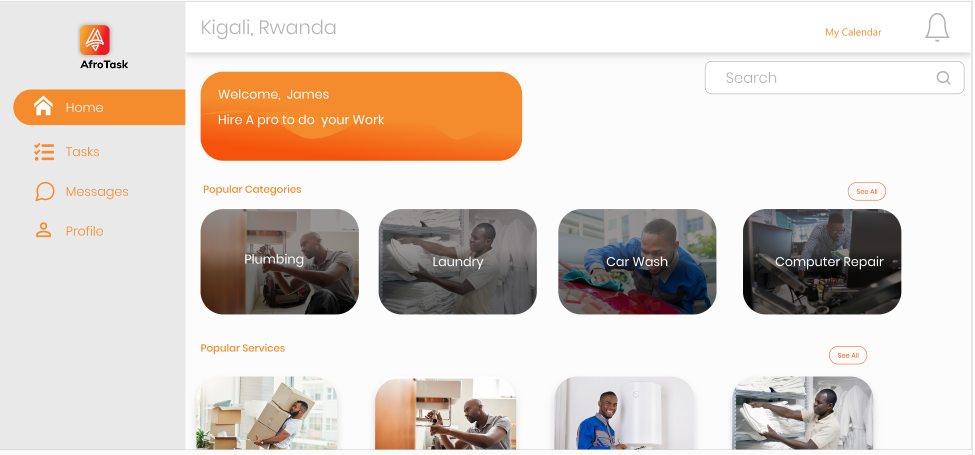 Kigali, Rwanda
My Calendar
AfroTask
Search
Welcome, James
Home
Hire A pro to do your Work
Tasks
Messages
Popular Categories
See All
Profile
Plumbing
Laundry
Car Wash
Computer Repair
Popular Services
See All